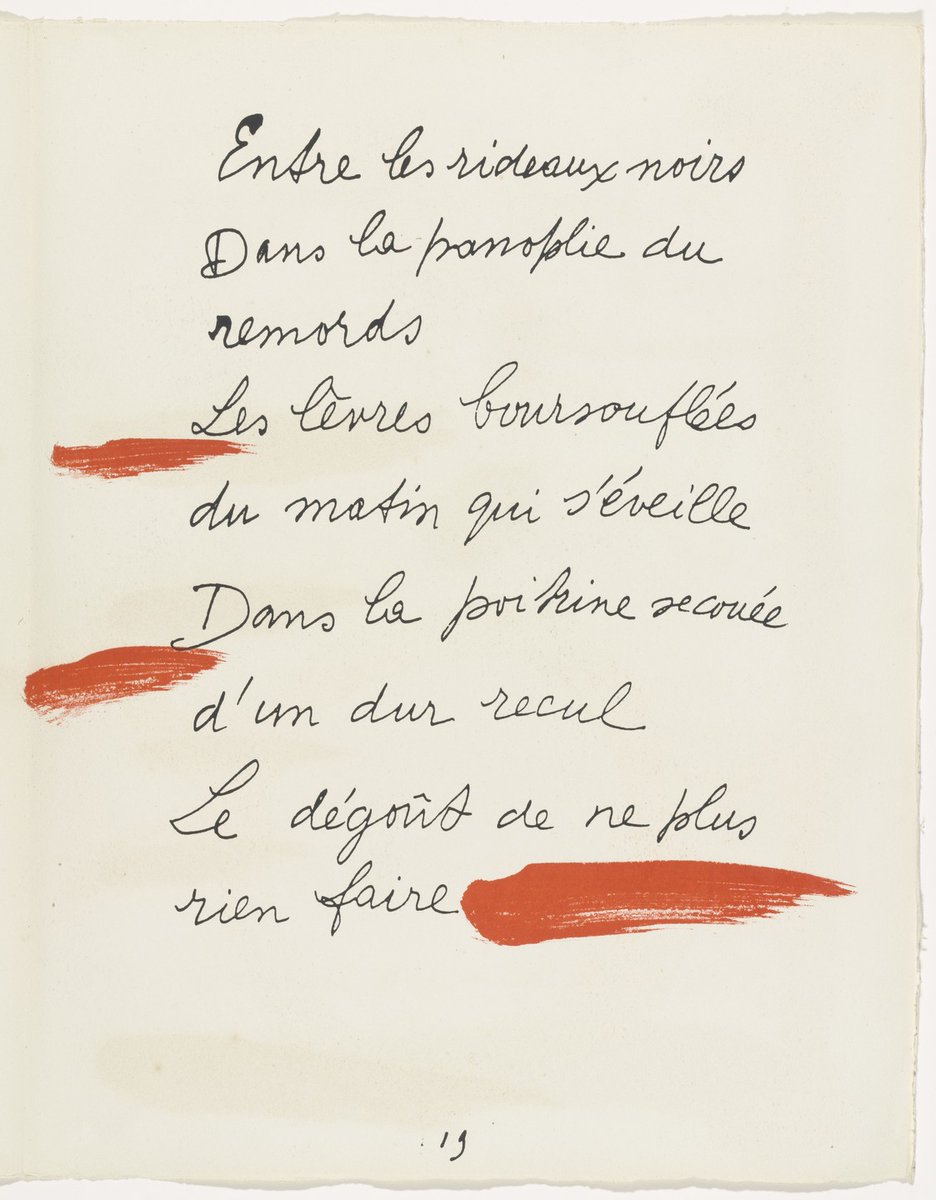 Entre les rideaux noirs
Dans la panoplie du
remords
Les lèvres boursouflées
du matin qui s'éveille
Dans la poitrine secouée
d'un dur recul
Le dégoût de ne plus
rien faire
19